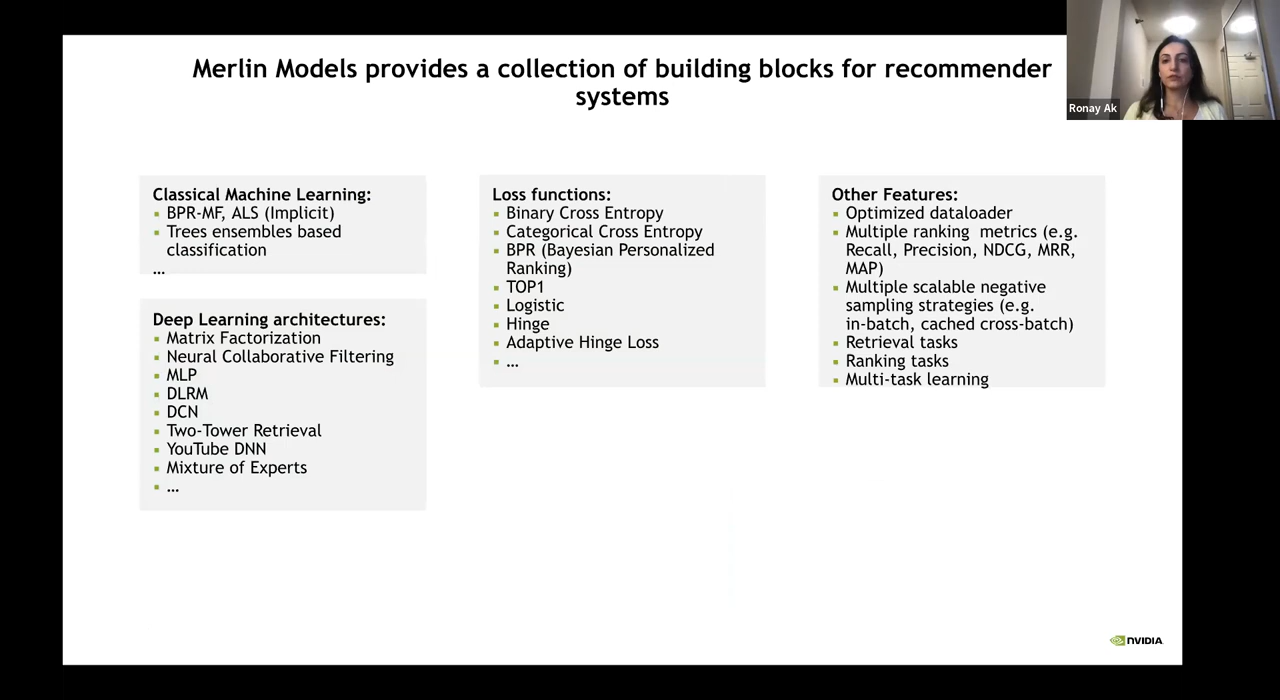 Merlin Models provides a collection of building blocks for recommender
systems
Ronay Ak
Classical Machine Learning:
▪ BPR-MF, ALS (Implicit)
▪ Trees ensembles based
classification
...
Deep Learning architectures:
▪ Matrix Factorization
▪ Neural Collaborative Filtering
▪ MLP
▪ DLRM
▪ DCN
▪ Two-Tower Retrieval
▪ YouTube DNN
▪ Mixture of Experts
▪ ...
Loss functions:
▪ Binary Cross Entropy
▪ Categorical Cross Entropy
▪ BPR (Bayesian Personalized
Ranking)
▪ TOP1
▪ Logistic
▪ Hinge
▪ Adaptive Hinge Loss
▪ ...
Other Features:
▪ Optimized dataloader
▪ Multiple ranking metrics (e.g.
Recall, Precision, NDCG, MRR,
MAP)
▪ Multiple scalable negative
sampling strategies (e.g.
in-batch, cached cross-batch)
▪ Retrieval tasks
▪ Ranking tasks
▪ Multi-task learning
NVIDIA